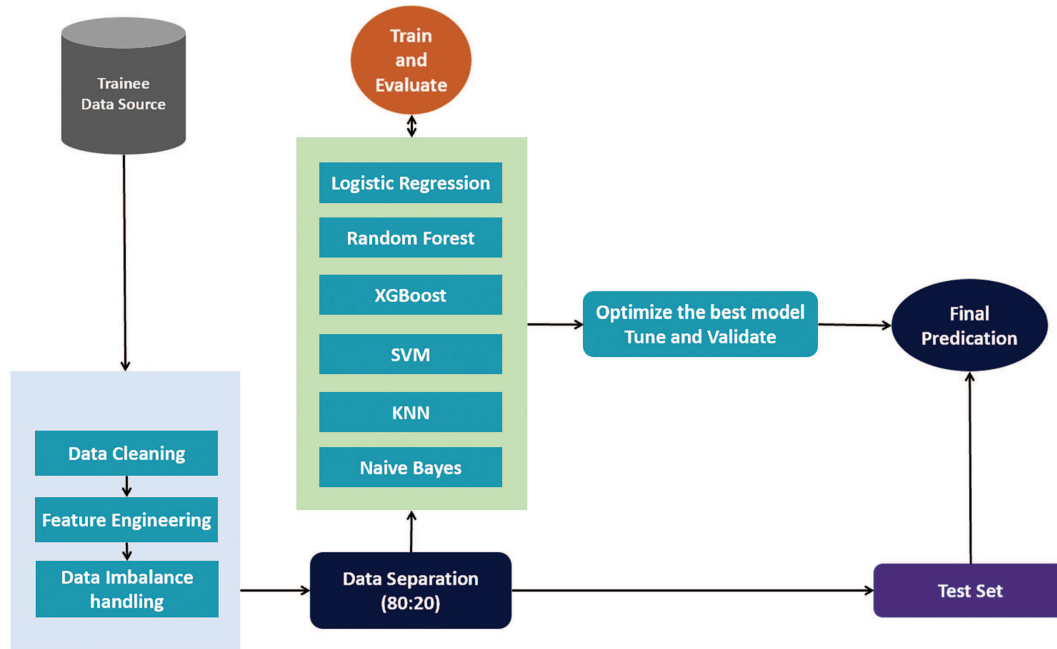 Trainee
Data Source
Train
and
Evaluate
Logistic Regression
Random Forest
XGBoost
SVM
KNN
Naive Bayes
Optimize the best model
Tune and Validate
Final
Predication
Data Cleaning
Feature Engineering
Data Imbalance
handling
Data Separation
(80:20)
Test Set